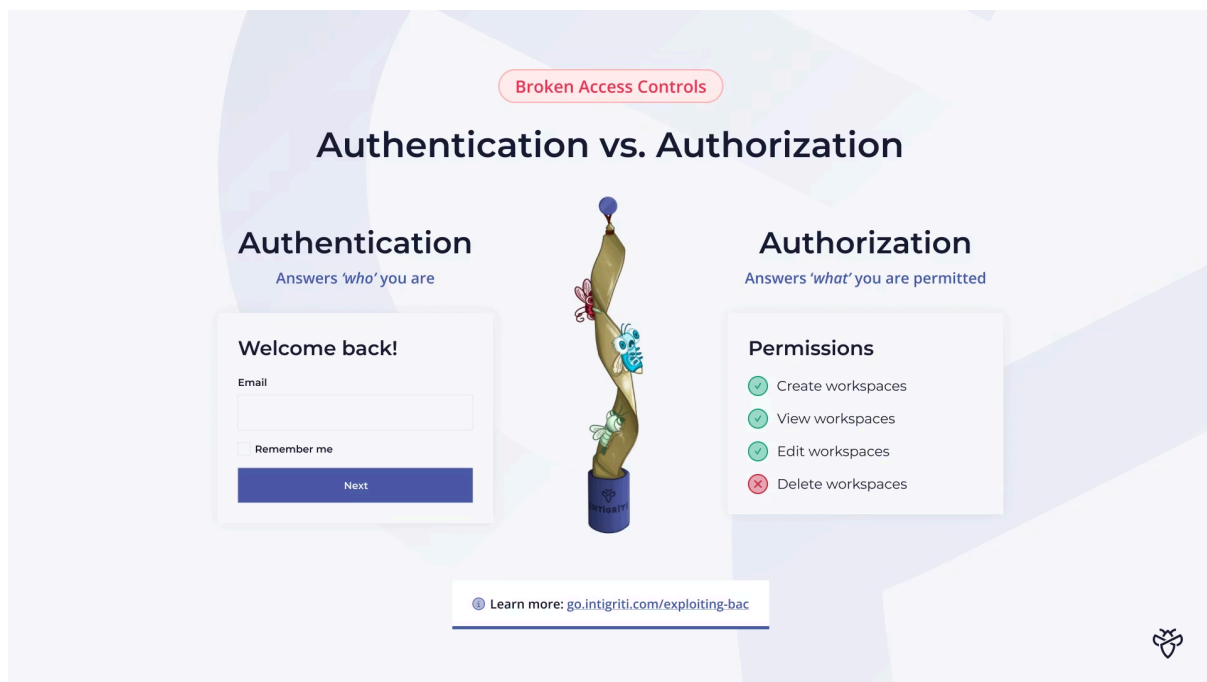 Broken Access Controls
Authentication vs. Authorization
Authentication
Answers ‘who’ you are
Welcome back!
Email
Remember me
Next
INTIGRITI
Authorization
Answers ‘what’ you are permitted
Permissions
Create workspaces
View workspaces
Edit workspaces
Delete workspaces
Learn more: go.intigriti.com/exploiting-bac